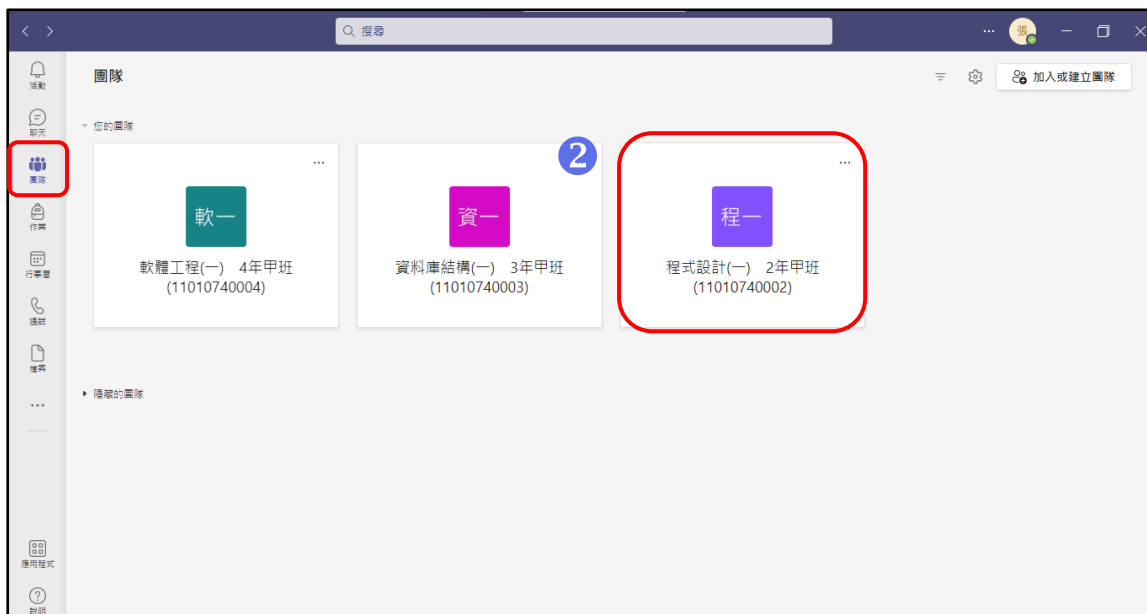 搜尋
張
活動
團隊
加入或建立團隊
聊天
您的團隊
2
團隊
軟一
資一
程一
作業
軟體工程(一) 4年甲班
(11010740004)
資料庫結構(一) 3年甲班
(11010740003)
程式設計(一) 2年甲班
(11010740002)
行事曆
通話
檔案
隱藏的團隊
應用程式
說明